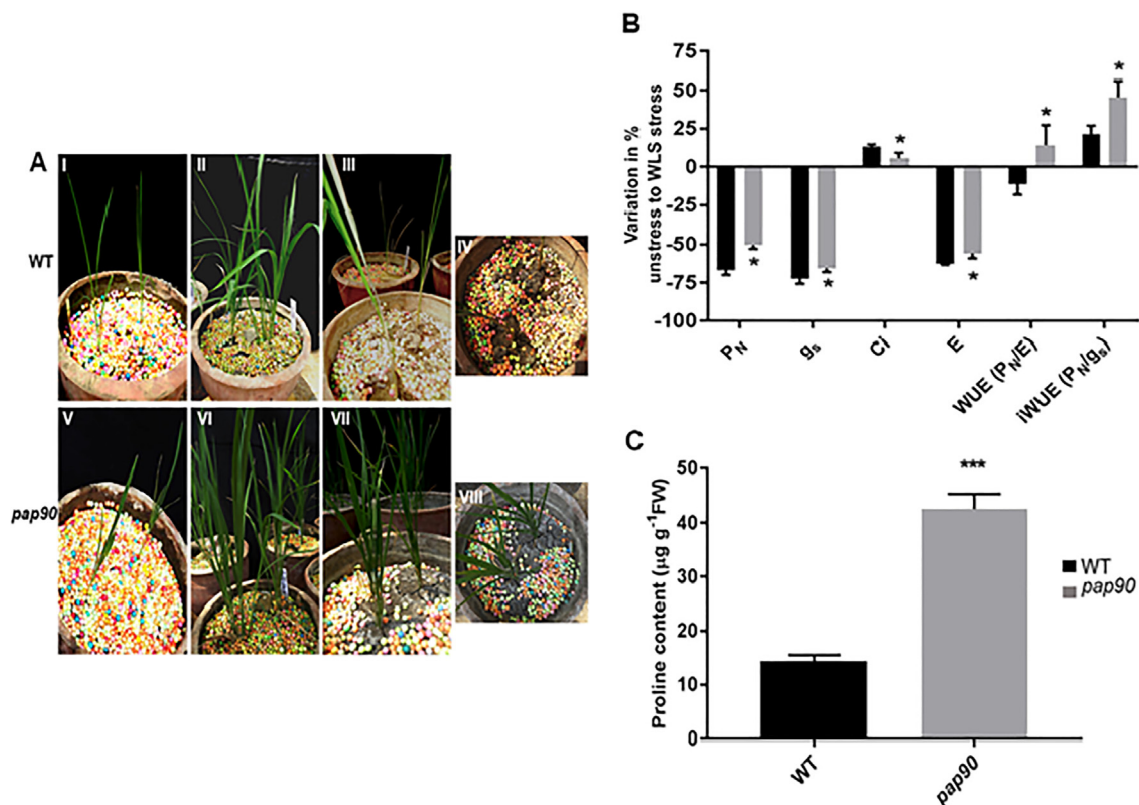 A
WT
I
II
III
IV
pap90
V
VI
VII
VIII
B
Variation in %
unstress to WLS stress
75
50
25
0
-25
-50
-75
-100
*
*
*
*
*
*
PN
gs
Ci
E
WUE (PN/E)
iWUE (PN/gs)
C
Proline content (µg g-1FW)
50
40
30
20
10
0
***
WT
pap90
WT
pap90